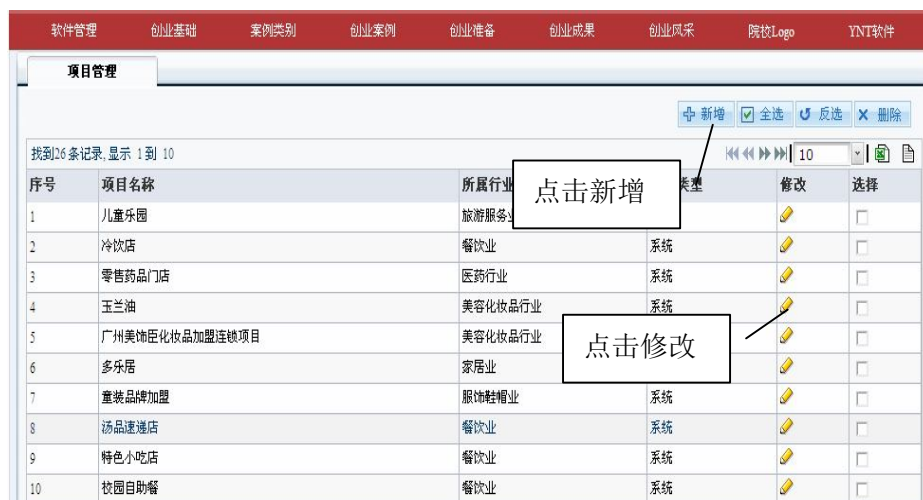 软件管理 创业基础 案例类别 创业案例 创业准备 创业成果 创业风采 院校Logo YNT软件
项目管理
新增 全选 反选 删除
找到26条记录,显示 1到 10 10
序号 项目名称 所属行业 类型 修改 选择
点击新增
1 儿童乐园 旅游服务业
2 冷饮店 餐饮业 系统
3 零售药品门店 医药行业 系统
4 玉兰油 美容化妆品行业 系统
5 广州美饰臣化妆品加盟连锁项目 美容化妆品行业
点击修改
6 多乐居 家居业
7 童装品牌加盟 服饰鞋帽业 系统
8 汤品速递店 餐饮业 系统
9 特色小吃店 餐饮业 系统
10 校园自助餐 餐饮业 系统